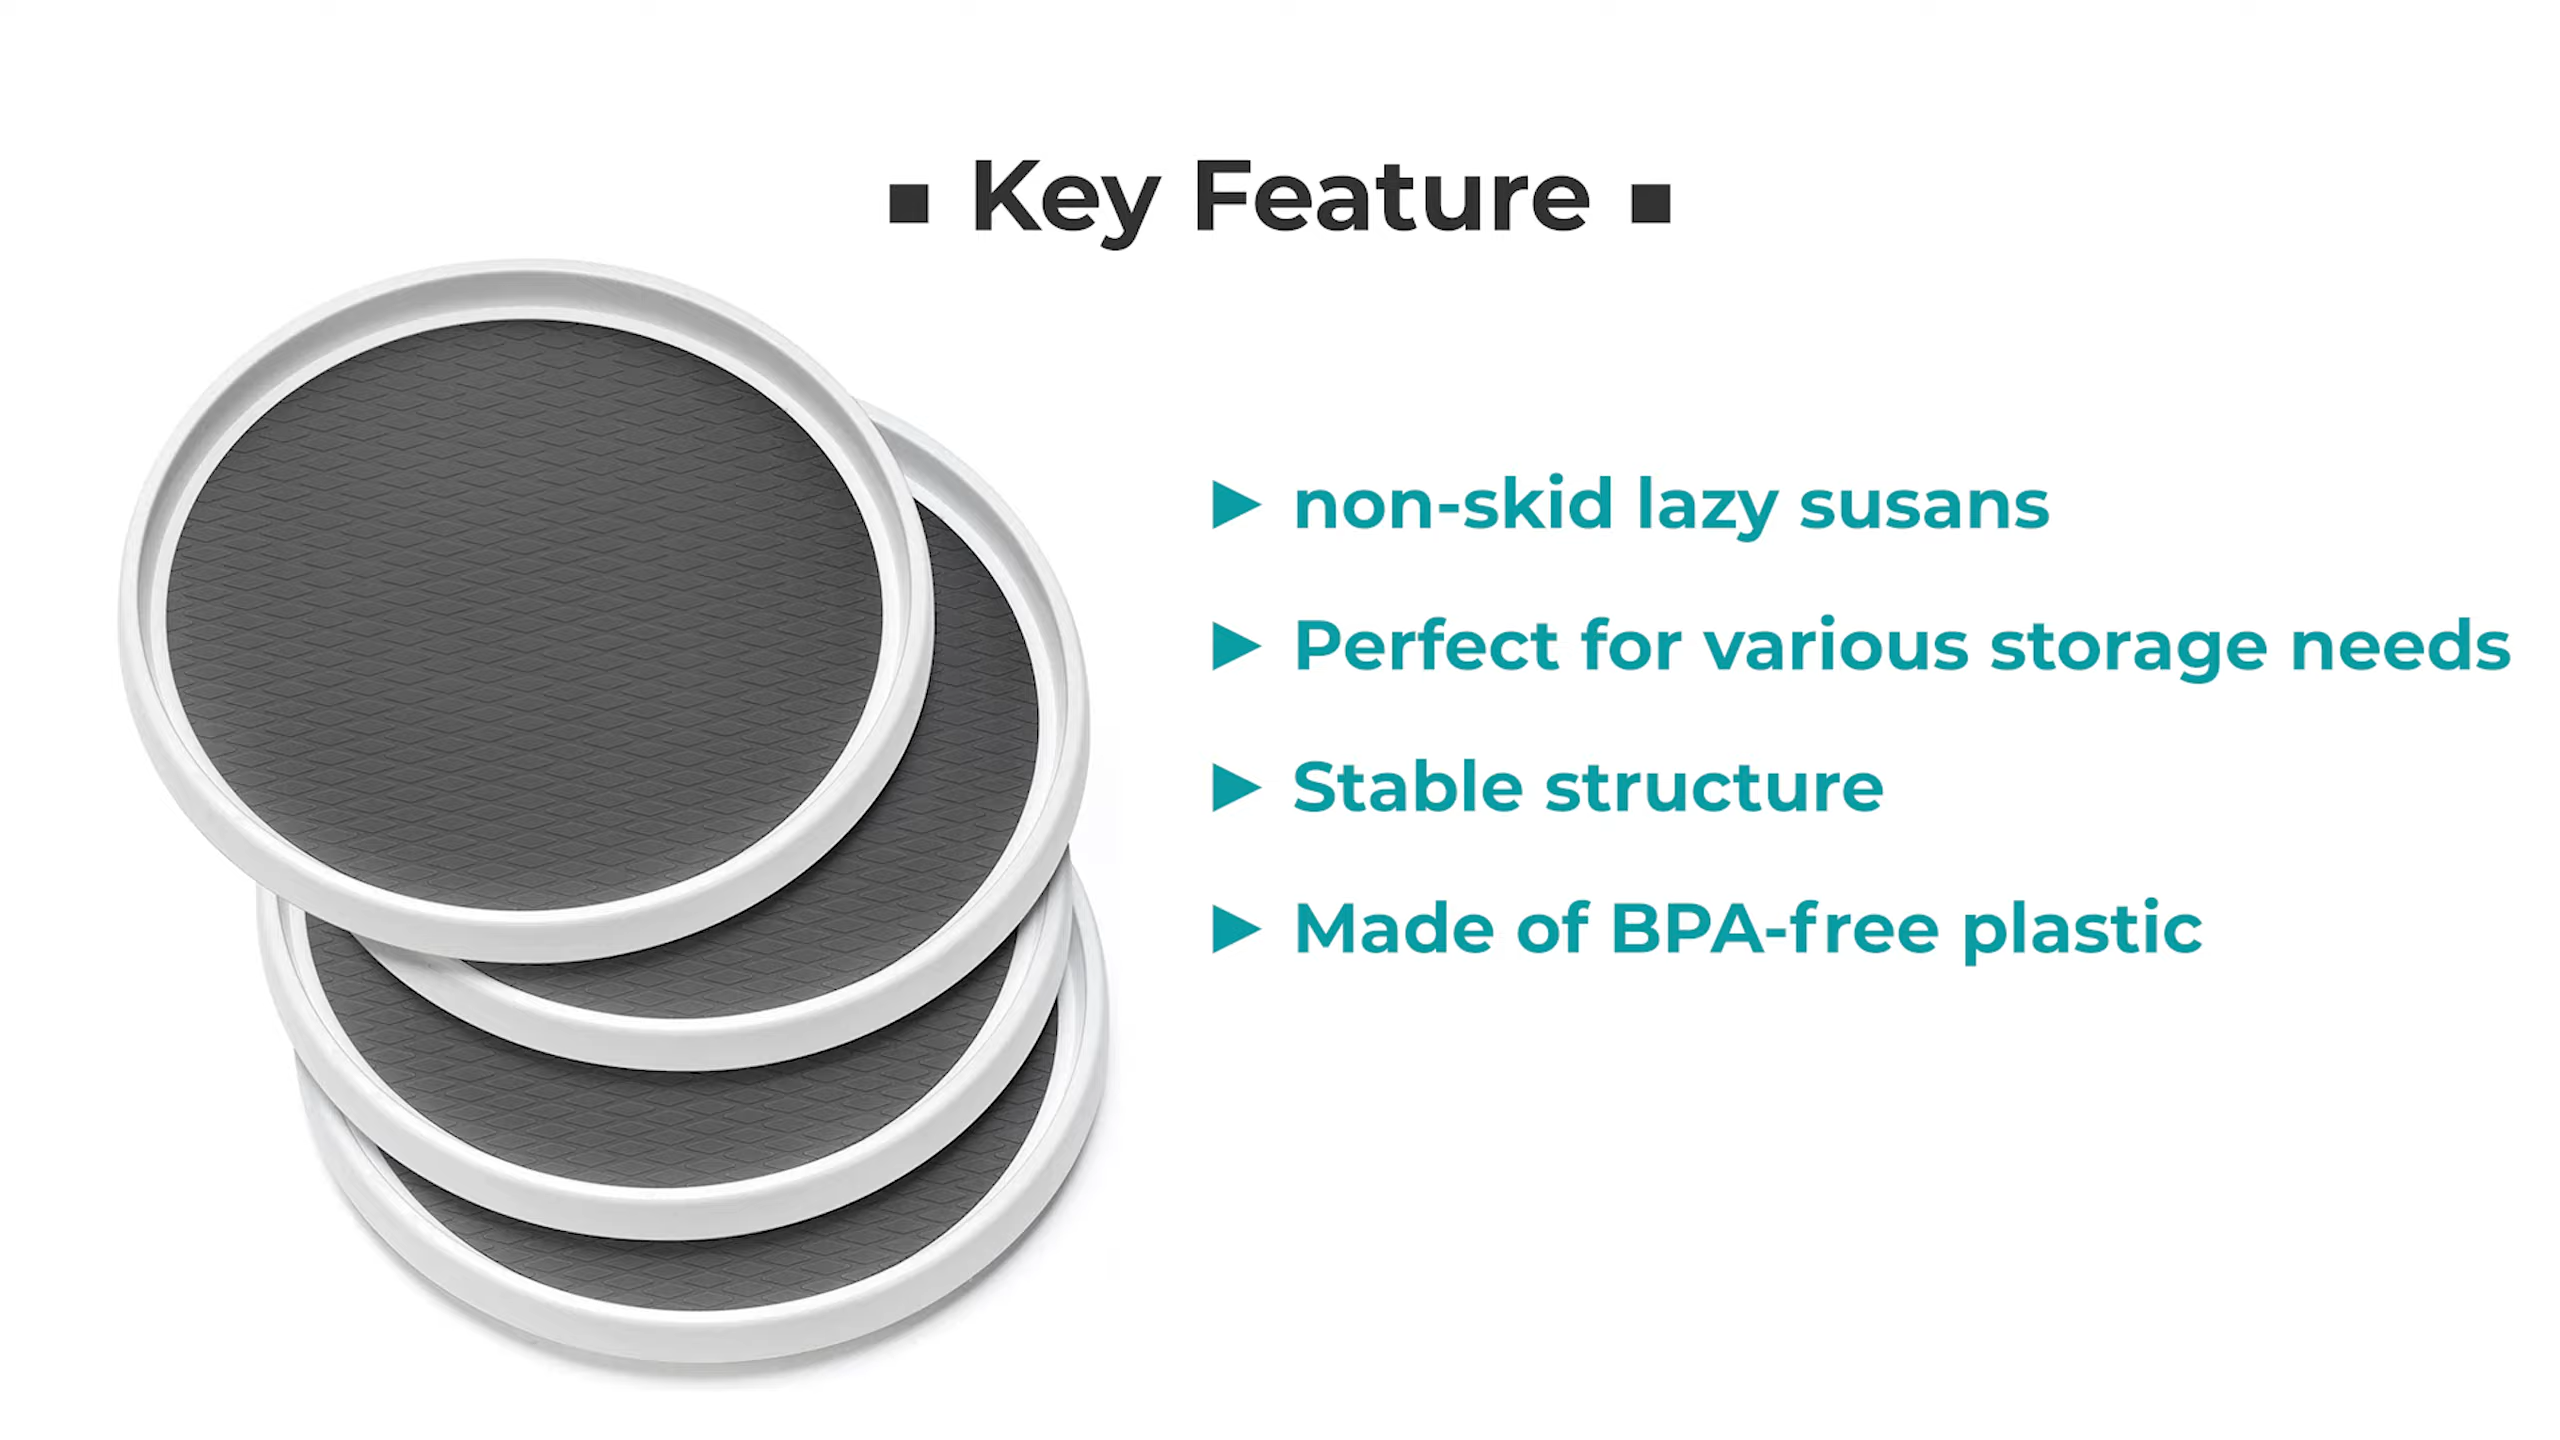 ▪ Key Feature ▪
► non-skid lazy susans
► Perfect for various storage needs
► Stable structure
► Made of BPA-free plastic